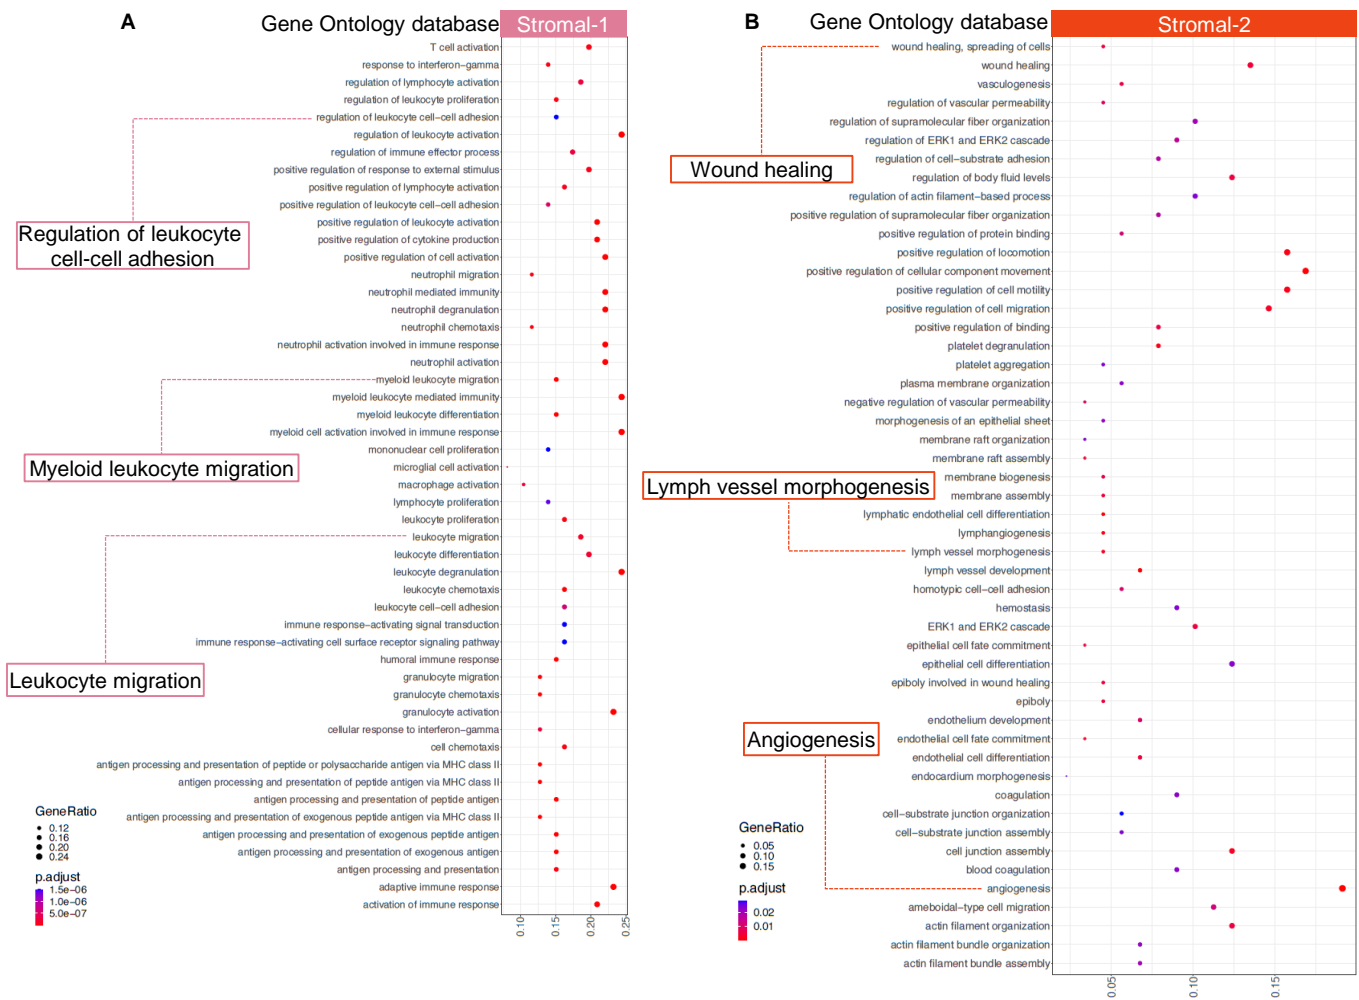 A
Gene Ontology database
Stromal-1
T cell activation
response to interferon-gamma
regulation of lymphocyte activation
regulation of leukocyte proliferation
regulation of leukocyte cell-cell adhesion
regulation of leukocyte activation
regulation of immune effector process
positive regulation of response to external stimulus
positive regulation of lymphocyte activation
positive regulation of leukocyte cell-cell adhesion
positive regulation of leukocyte activation
positive regulation of cytokine production
positive regulation of cell activation
neutrophil migration
neutrophil mediated immunity
neutrophil degranulation
neutrophil chemotaxis
neutrophil activation involved in immune response
neutrophil activation
myeloid leukocyte migration
myeloid leukocyte mediated immunity
myeloid leukocyte differentiation
myeloid cell activation involved in immune response
mononuclear cell proliferation
microglial cell activation
macrophage activation
lymphocyte proliferation
leukocyte proliferation
leukocyte migration
leukocyte differentiation
leukocyte degranulation
leukocyte chemotaxis
leukocyte cell-cell adhesion
immune response-activating signal transduction
immune response-activating cell surface receptor signaling pathway
humoral immune response
granulocyte migration
granulocyte chemotaxis
granulocyte activation
cellular response to interferon-gamma
cell chemotaxis
antigen processing and presentation of peptide or polysaccharide antigen via MHC class II
antigen processing and presentation of peptide antigen via MHC class II
antigen processing and presentation of peptide antigen
antigen processing and presentation of exogenous peptide antigen via MHC class II
antigen processing and presentation of exogenous peptide antigen
antigen processing and presentation of exogenous antigen
antigen processing and presentation
adaptive immune response
activation of immune response
0.10
0.15
0.20
0.25
Regulation of leukocyte
cell-cell adhesion
Myeloid leukocyte migration
Leukocyte migration
GeneRatio
0.12
0.16
0.20
0.24
p.adjust
1.5e-06
1.0e-06
5.0e-07
B
Gene Ontology database
Stromal-2
wound healing, spreading of cells
wound healing
vasculogenesis
regulation of vascular permeability
regulation of supramolecular fiber organization
regulation of ERK1 and ERK2 cascade
regulation of cell-substrate adhesion
regulation of body fluid levels
regulation of actin filament-based process
positive regulation of supramolecular fiber organization
positive regulation of protein binding
positive regulation of locomotion
positive regulation of cellular component movement
positive regulation of cell motility
positive regulation of cell migration
positive regulation of binding
platelet degranulation
platelet aggregation
plasma membrane organization
negative regulation of vascular permeability
morphogenesis of an epithelial sheet
membrane raft organization
membrane raft assembly
membrane biogenesis
membrane assembly
lymphatic endothelial cell differentiation
lymphangiogenesis
lymph vessel morphogenesis
lymph vessel development
homotypic cell-cell adhesion
hemostasis
ERK1 and ERK2 cascade
epithelial cell fate commitment
epithelial cell differentiation
epiboly involved in wound healing
epiboly
endothelium development
endothelial cell fate commitment
endothelial cell differentiation
endocardium morphogenesis
coagulation
cell-substrate junction organization
cell-substrate junction assembly
cell junction assembly
blood coagulation
angiogenesis
ameboidal-type cell migration
actin filament organization
actin filament bundle organization
actin filament bundle assembly
0.05
0.10
0.15
Wound healing
Lymph vessel morphogenesis
Angiogenesis
GeneRatio
0.05
0.10
0.15
p.adjust
0.02
0.01